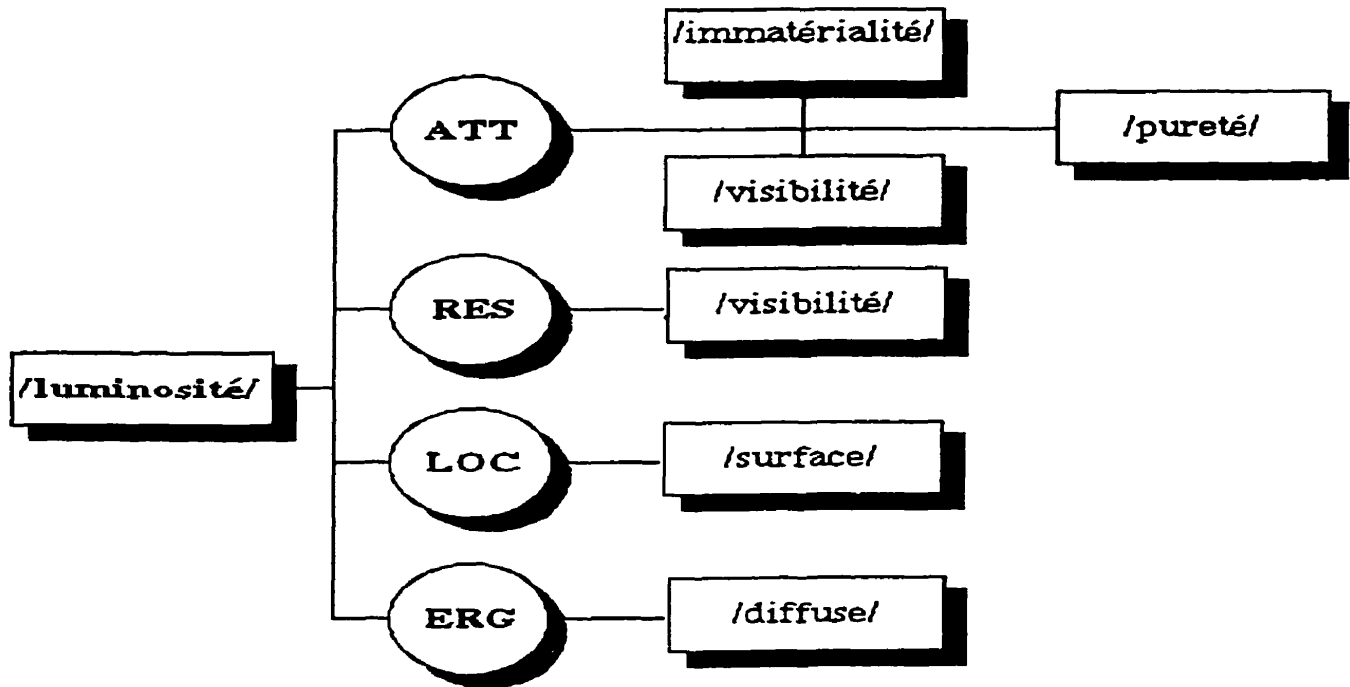 /immatérialité/
ATT
/pureté/
/visibilité/
RES
/visibilité/
/luminosité/
LOC
/surface/
ERG
/diffuse/